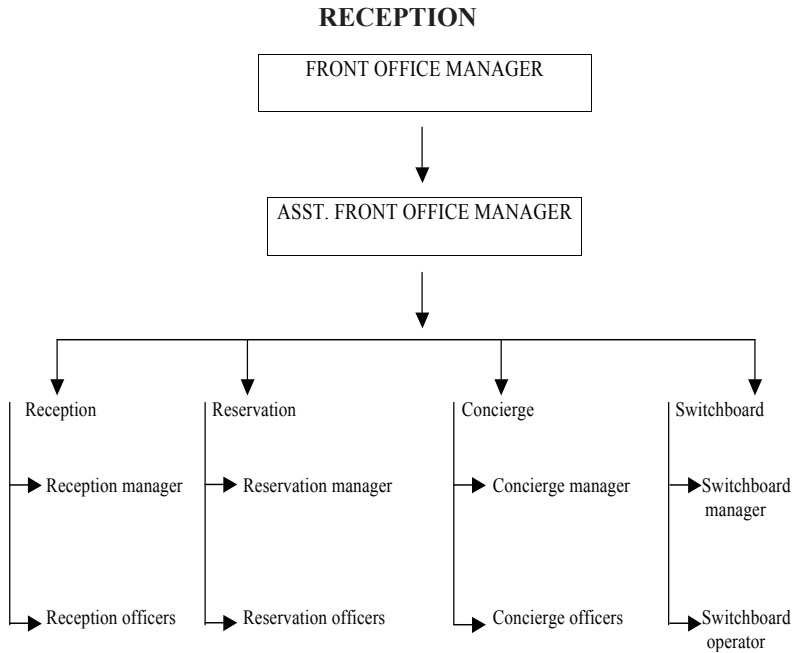 RECEPTION
FRONT OFFICE MANAGER
ASST. FRONT OFFICE MANAGER
Reception
Reservation
Concierge
Switchboard
Reception manager
Reservation manager
Concierge manager
Switchboard
manager
Reception officers
Reservation officers
Concierge officers
Switchboard
operator